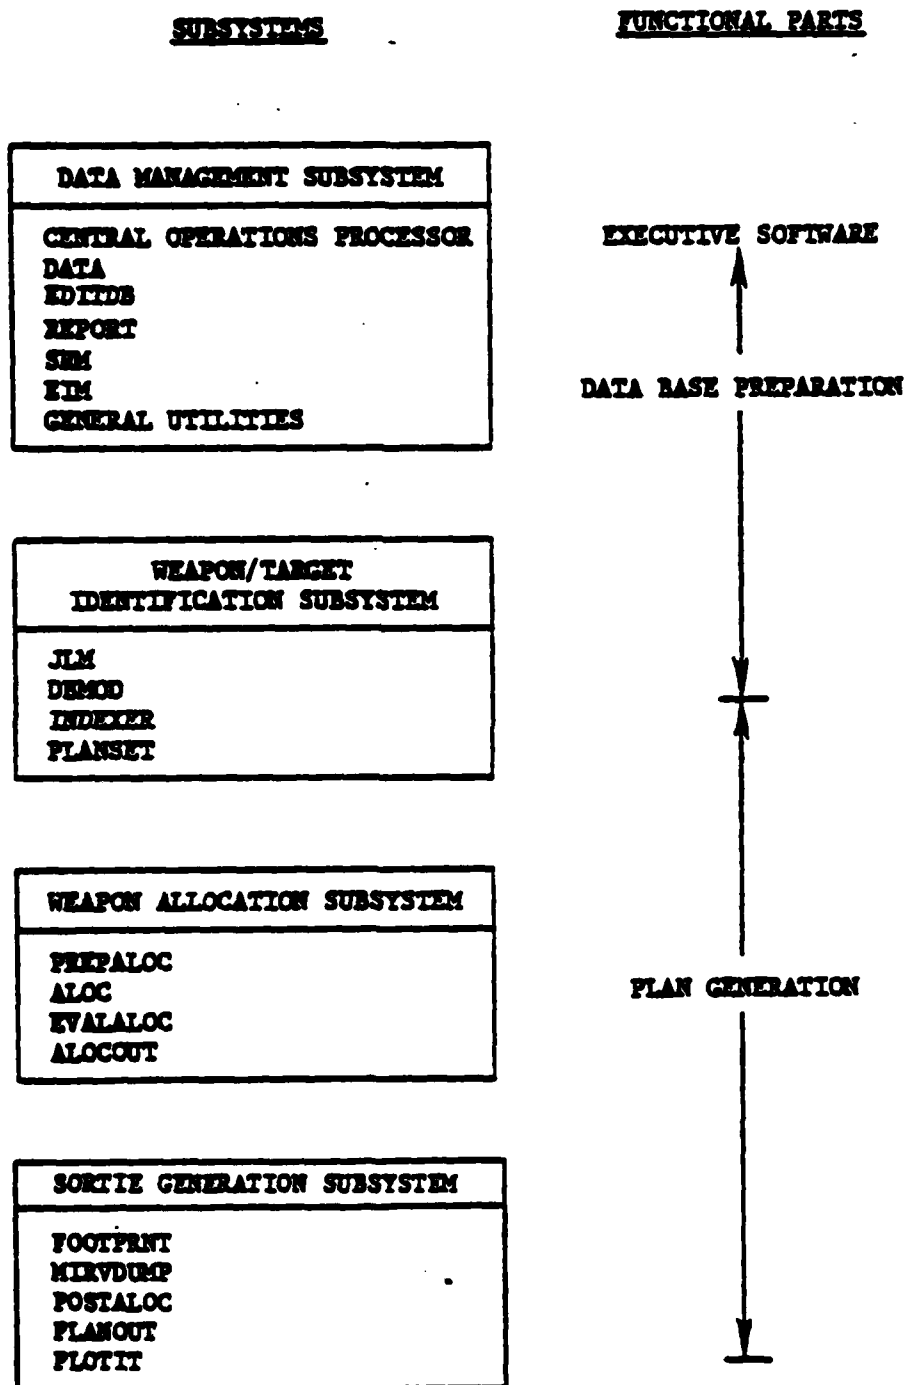 SUBSYSTEMS
FUNCTIONAL PARTS
DATA MANAGEMENT SUBSYSTEM
CENTRAL OPERATIONS PROCESSOR
DATA
EDITDB
REPORT
SRM
EIM
GENERAL UTILITIES
EXECUTIVE SOFTWARE
DATA BASE PREPARATION
WEAPON/TARGET
IDENTIFICATION SUBSYSTEM
JLM
DBMOD
INDEXER
PLANSET
WEAPON ALLOCATION SUBSYSTEM
PREPALOC
ALOC
EVALALOC
ALOCOUT
PLAN GENERATION
SORTIE GENERATION SUBSYSTEM
FOOTPRNT
MIRVDUMP
POSTALOC
PLANOUT
PLOTIT